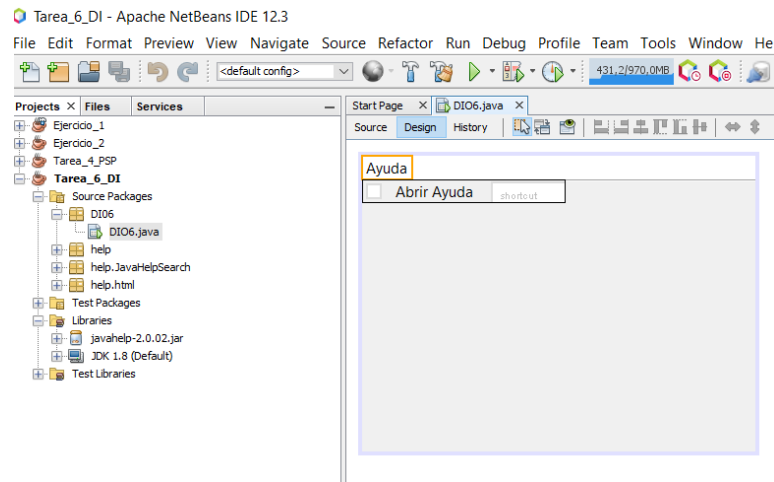 Tarea_6_DI - Apache NetBeans IDE 12.3
File Edit Format Preview View Navigate Source Refactor Run Debug Profile Team Tools Window He
<default config> 431,2/970,0MB
Projects × Files Services
Ejercicio_1
Ejercicio_2
Tarea_4_PSP
Tarea_6_DI
Source Packages
DI06
DIO6.java
help
help.JavaHelpSearch
help.html
Test Packages
Libraries
javahelp-2.0.02.jar
JDK 1.8 (Default)
Test Libraries
Start Page × DIO6.java ×
Source Design History
Ayuda
Abrir Ayuda shortcut